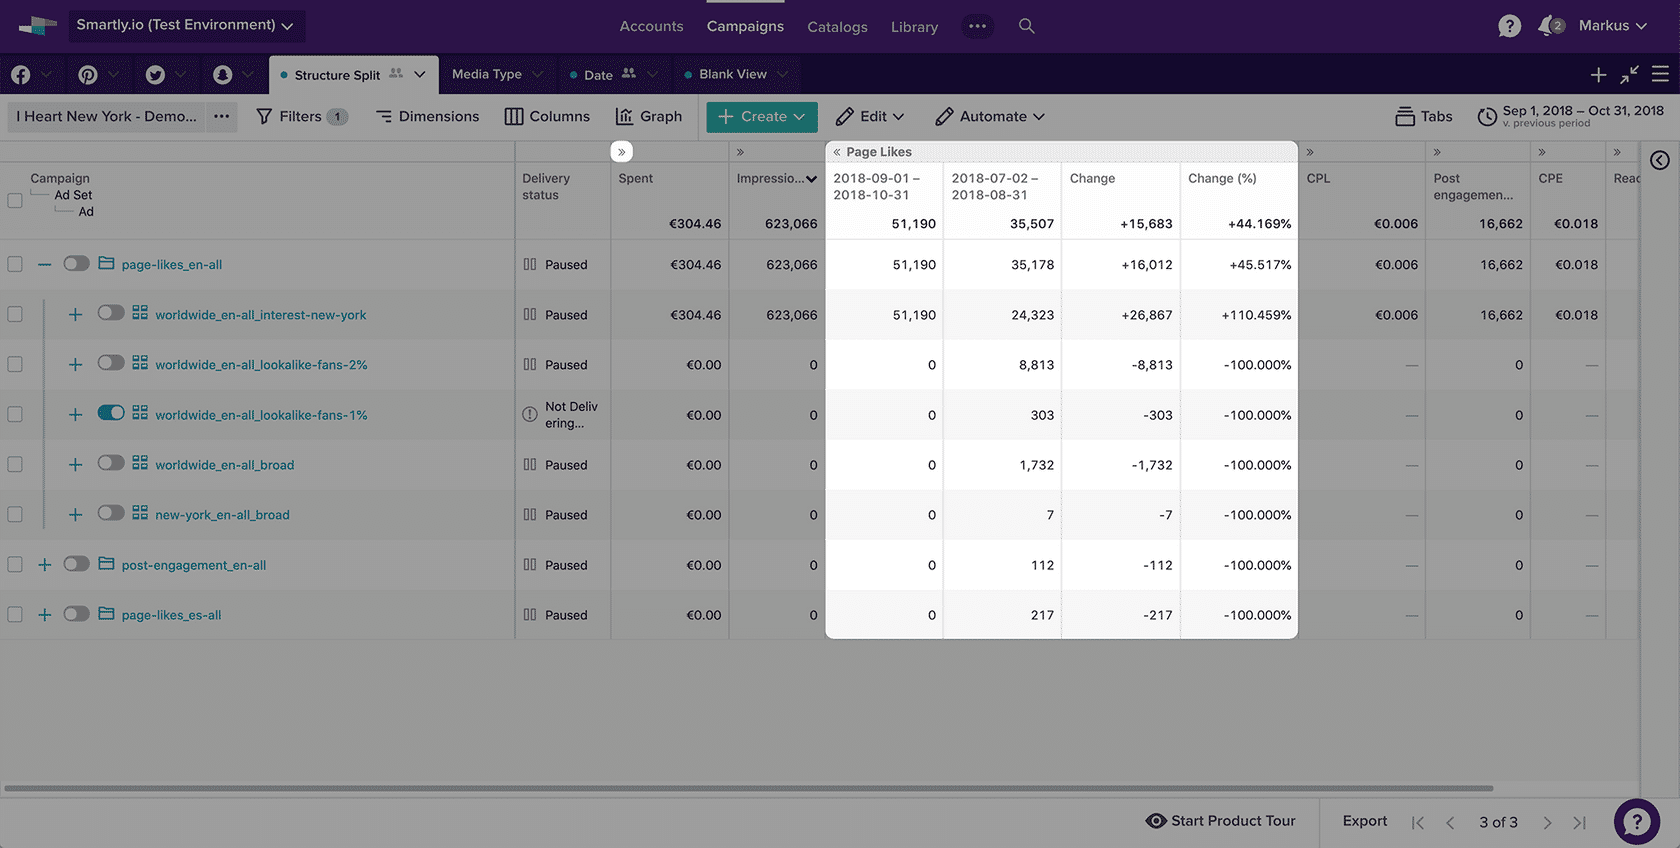 Smartly.io (Test Environment)
Accounts
Campaigns
Catalogs
Library
2
Markus
Structure Split
Media Type
Date
Blank View
I Heart New York - Demo...
Filters 1
Dimensions
Columns
Graph
Create
Edit
Automate
Tabs
Sep 1, 2018 – Oct 31, 2018
v. previous period
» » « Page Likes » » » »
Campaign
Ad Set
Ad
Delivery status
Spent
Impressio...
2018-09-01 – 2018-10-31
2018-07-02 – 2018-08-31
Change
Change (%)
CPL
Post engagemen...
CPE
Reac
€304.46 623,066 51,190 35,507 +15,683 +44.169% €0.006 16,662 €0.018
page-likes_en-all Paused €304.46 623,066 51,190 35,178 +16,012 +45.517% €0.006 16,662 €0.018
worldwide_en-all_interest-new-york Paused €304.46 623,066 51,190 24,323 +26,867 +110.459% €0.006 16,662 €0.018
worldwide_en-all_lookalike-fans-2% Paused €0.00 0 0 8,813 -8,813 -100.000% — 0 —
worldwide_en-all_lookalike-fans-1% Not Delivering... €0.00 0 0 303 -303 -100.000% — 0 —
worldwide_en-all_broad Paused €0.00 0 0 1,732 -1,732 -100.000% — 0 —
new-york_en-all_broad Paused €0.00 0 0 7 -7 -100.000% — 0 —
post-engagement_en-all Paused €0.00 0 0 112 -112 -100.000% — 0 —
page-likes_es-all Paused €0.00 0 0 217 -217 -100.000% — 0 —
Start Product Tour
Export
3 of 3